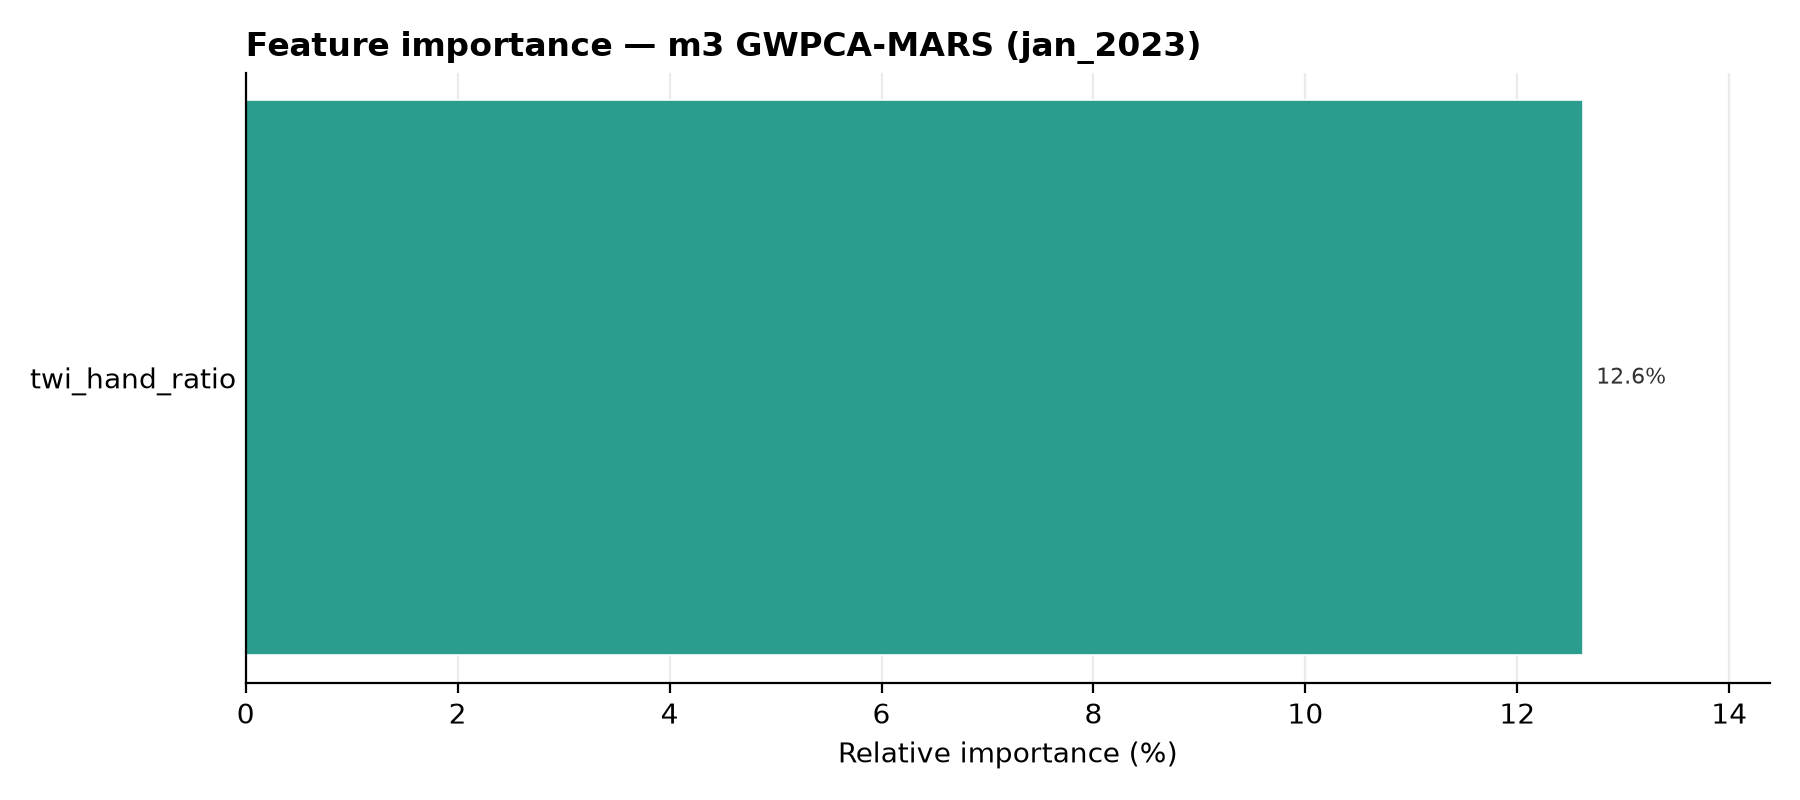 Feature importance — m3 GWPCA-MARS (jan_2023)
twi_hand_ratio
12.6%
0 2 4 6 8 10 12 14
Relative importance (%)